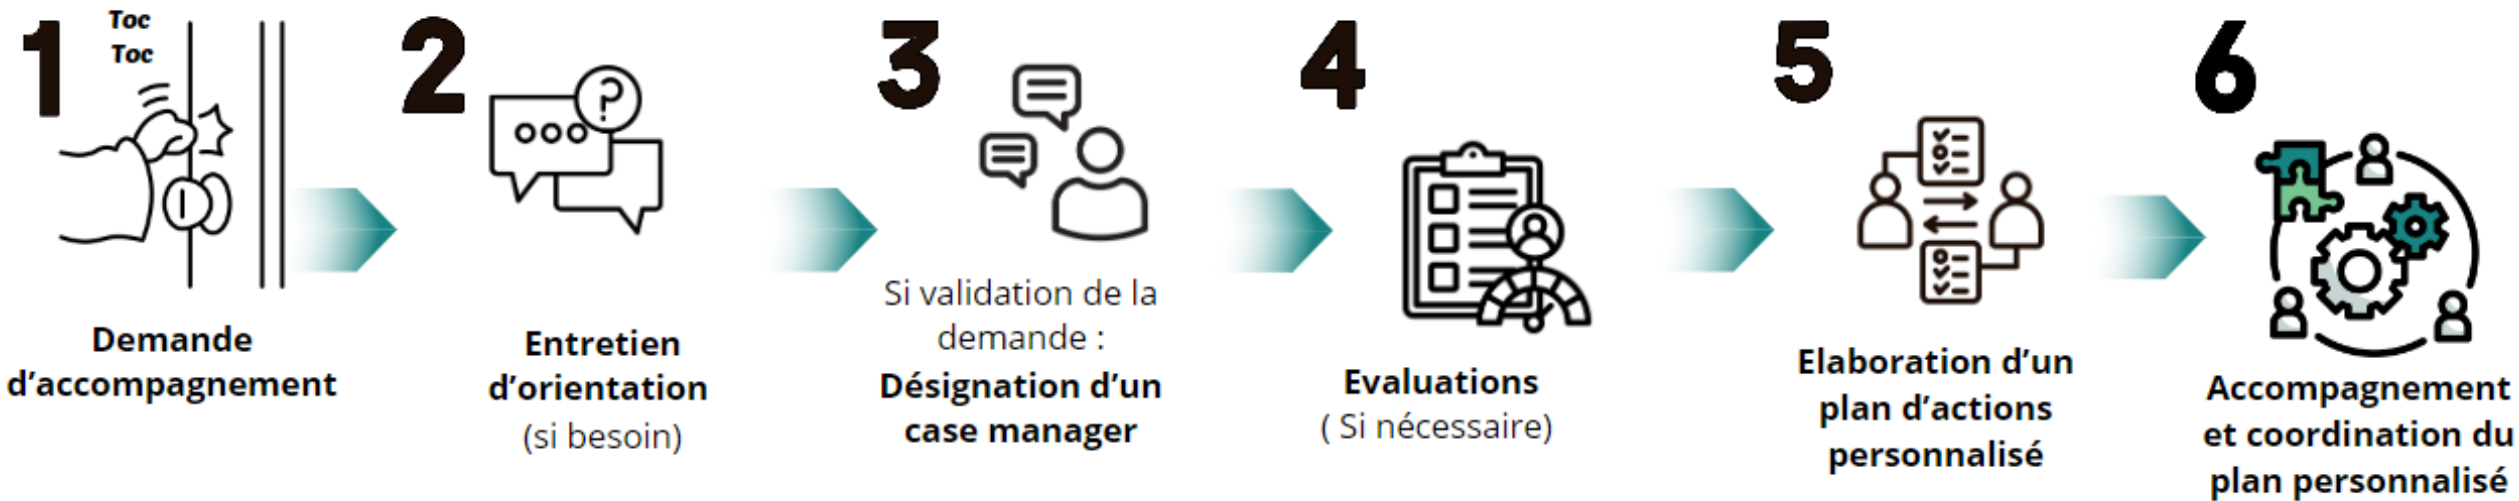 1
Toc
Toc
Demande
d'accompagnement
2
?
Entretien
d'orientation
(si besoin)
3
Si validation de la
demande :
Désignation d'un
case manager
4
Evaluations
( Si nécessaire)
5
Elaboration d'un
plan d'actions
personnalisé
6
Accompagnement
et coordination du
plan personnalisé